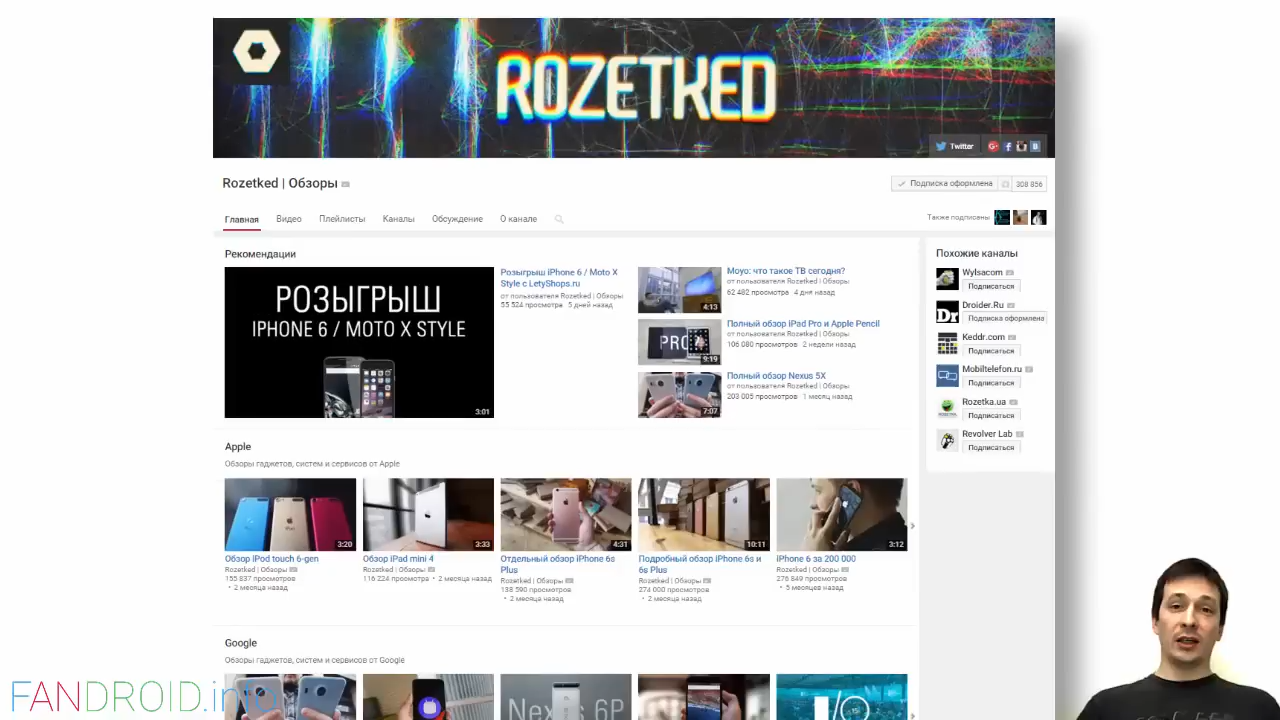 ROZETKED
Twitter
Rozetked | Обзоры
Подписка оформлена 308 856
Главная Видео Плейлисты Каналы Обсуждение О канале
Также подписаны
Рекомендации
РОЗЫГРЫШ
IPHONE 6 / MOTO X STYLE
3:01
Розыгрыш iPhone 6 / Moto X
Style с LetyShops.ru
от пользователя Rozetked | Обзоры
55 524 просмотра 5 дней назад
4:13
Моуо: что такое ТВ сегодня?
от пользователя Rozetked | Обзоры
62 482 просмотра 4 дня назад
PRO
9:19
Полный обзор iPad Pro и Apple Pencil
от пользователя Rozetked | Обзоры
106 080 просмотров 2 недели назад
7:07
Полный обзор Nexus 5X
от пользователя Rozetked | Обзоры
203 005 просмотров 1 месяц назад
Похожие каналы
Wylsacom
Подписаться
Dr
Droider.Ru
Подписка оформлена
Keddr.com
Подписаться
Mobiltelefon.ru
Подписаться
Rozetka.ua
Подписаться
Revolver Lab
Подписаться
Apple
Обзоры гаджетов, систем и сервисов от Apple
3:20
Обзор iPod touch 6-gen
Rozetked | Обзоры
155 837 просмотров
• 2 месяца назад
3:33
Обзор iPad mini 4
Rozetked | Обзоры
116 224 просмотра • 2 месяца назад
4:31
Отдельный обзор iPhone 6s
Plus
Rozetked | Обзоры
138 590 просмотров
• 2 месяца назад
10:11
Подробный обзор iPhone 6s и
6s Plus
Rozetked | Обзоры
274 000 просмотров
• 2 месяца назад
3:12
iPhone 6 за 200 000
Rozetked | Обзоры
276 849 просмотров
• 5 месяцев назад
Google
Обзоры гаджетов, систем и сервисов от Google
Nexus 6P
I/O
FANDROID.info